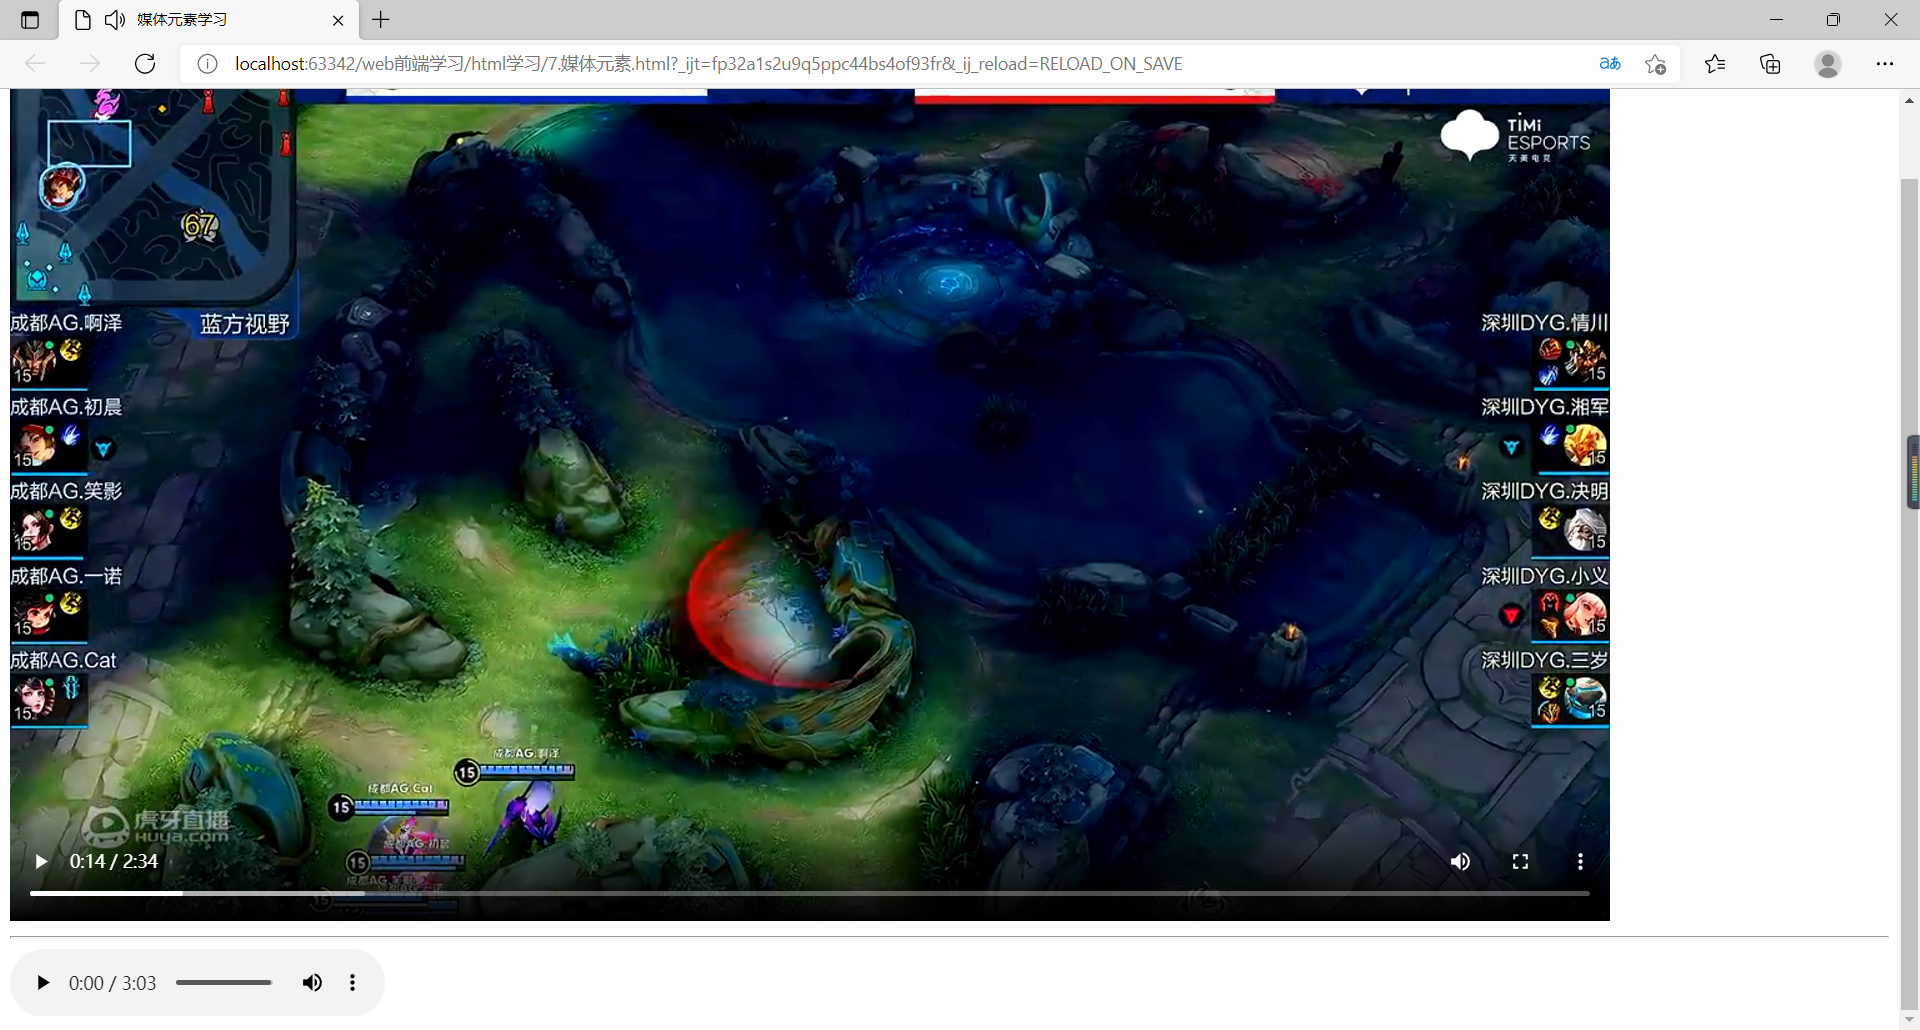 媒体元素学习
localhost:63342/web前端学习/html学习/7.媒体元素.html?_ijt=fp32a1s2u9q5ppc44bs4of93fr&_ij_reload=RELOAD_ON_SAVE
aあ
TiMi
ESPORTS
天美电竞
67
蓝方视野
成都AG.啊泽
15
成都AG.初晨
15
成都AG.笑影
15
成都AG.一诺
15
成都AG.Cat
15
深圳DYG.情川
15
深圳DYG.湘军
15
深圳DYG.决明
15
深圳DYG.小义
15
深圳DYG.三岁
15
成都AG.啊泽
15
成都AG.Cat
15
成都AG.初晨
15
15
虎牙直播
Huya.com
0:14 / 2:34
0:00 / 3:03